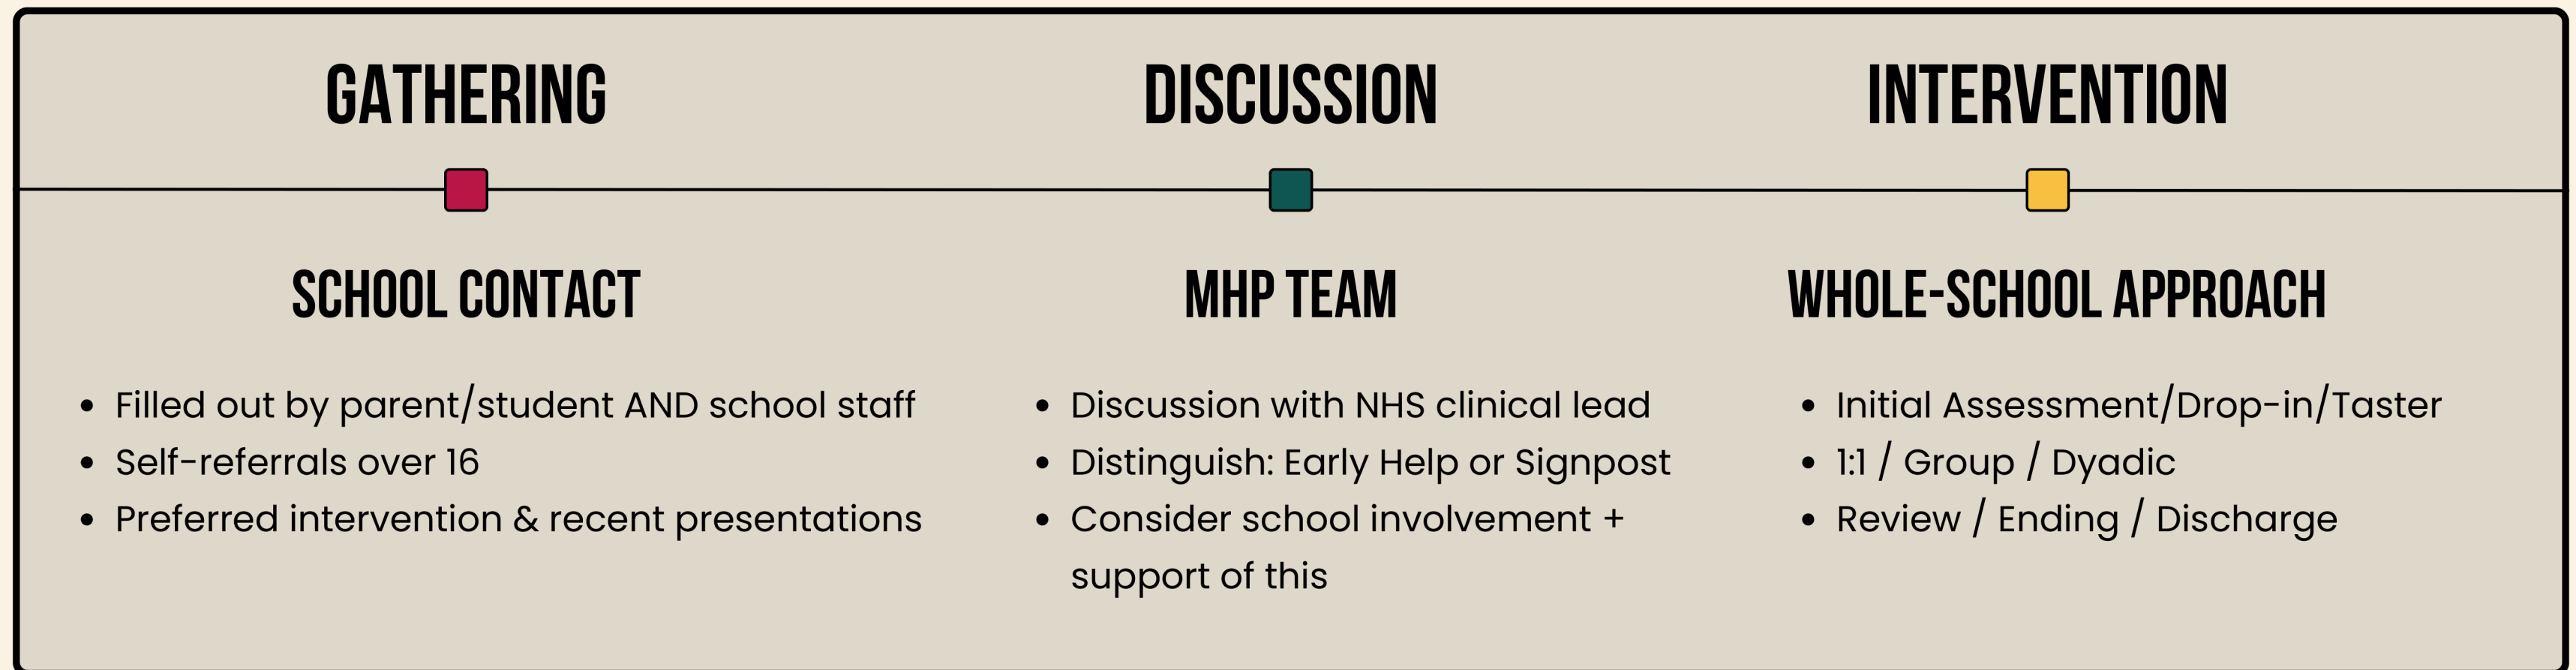 GATHERING
DISCUSSION
INTERVENTION
SCHOOL CONTACT
MHP TEAM
WHOLE-SCHOOL APPROACH
• Filled out by parent/student AND school staff
• Self-referrals over 16
• Preferred intervention & recent presentations
• Discussion with NHS clinical lead
• Distinguish: Early Help or Signpost
• Consider school involvement +
support of this
• Initial Assessment/Drop-in/Taster
• 1:1 / Group / Dyadic
• Review / Ending / Discharge